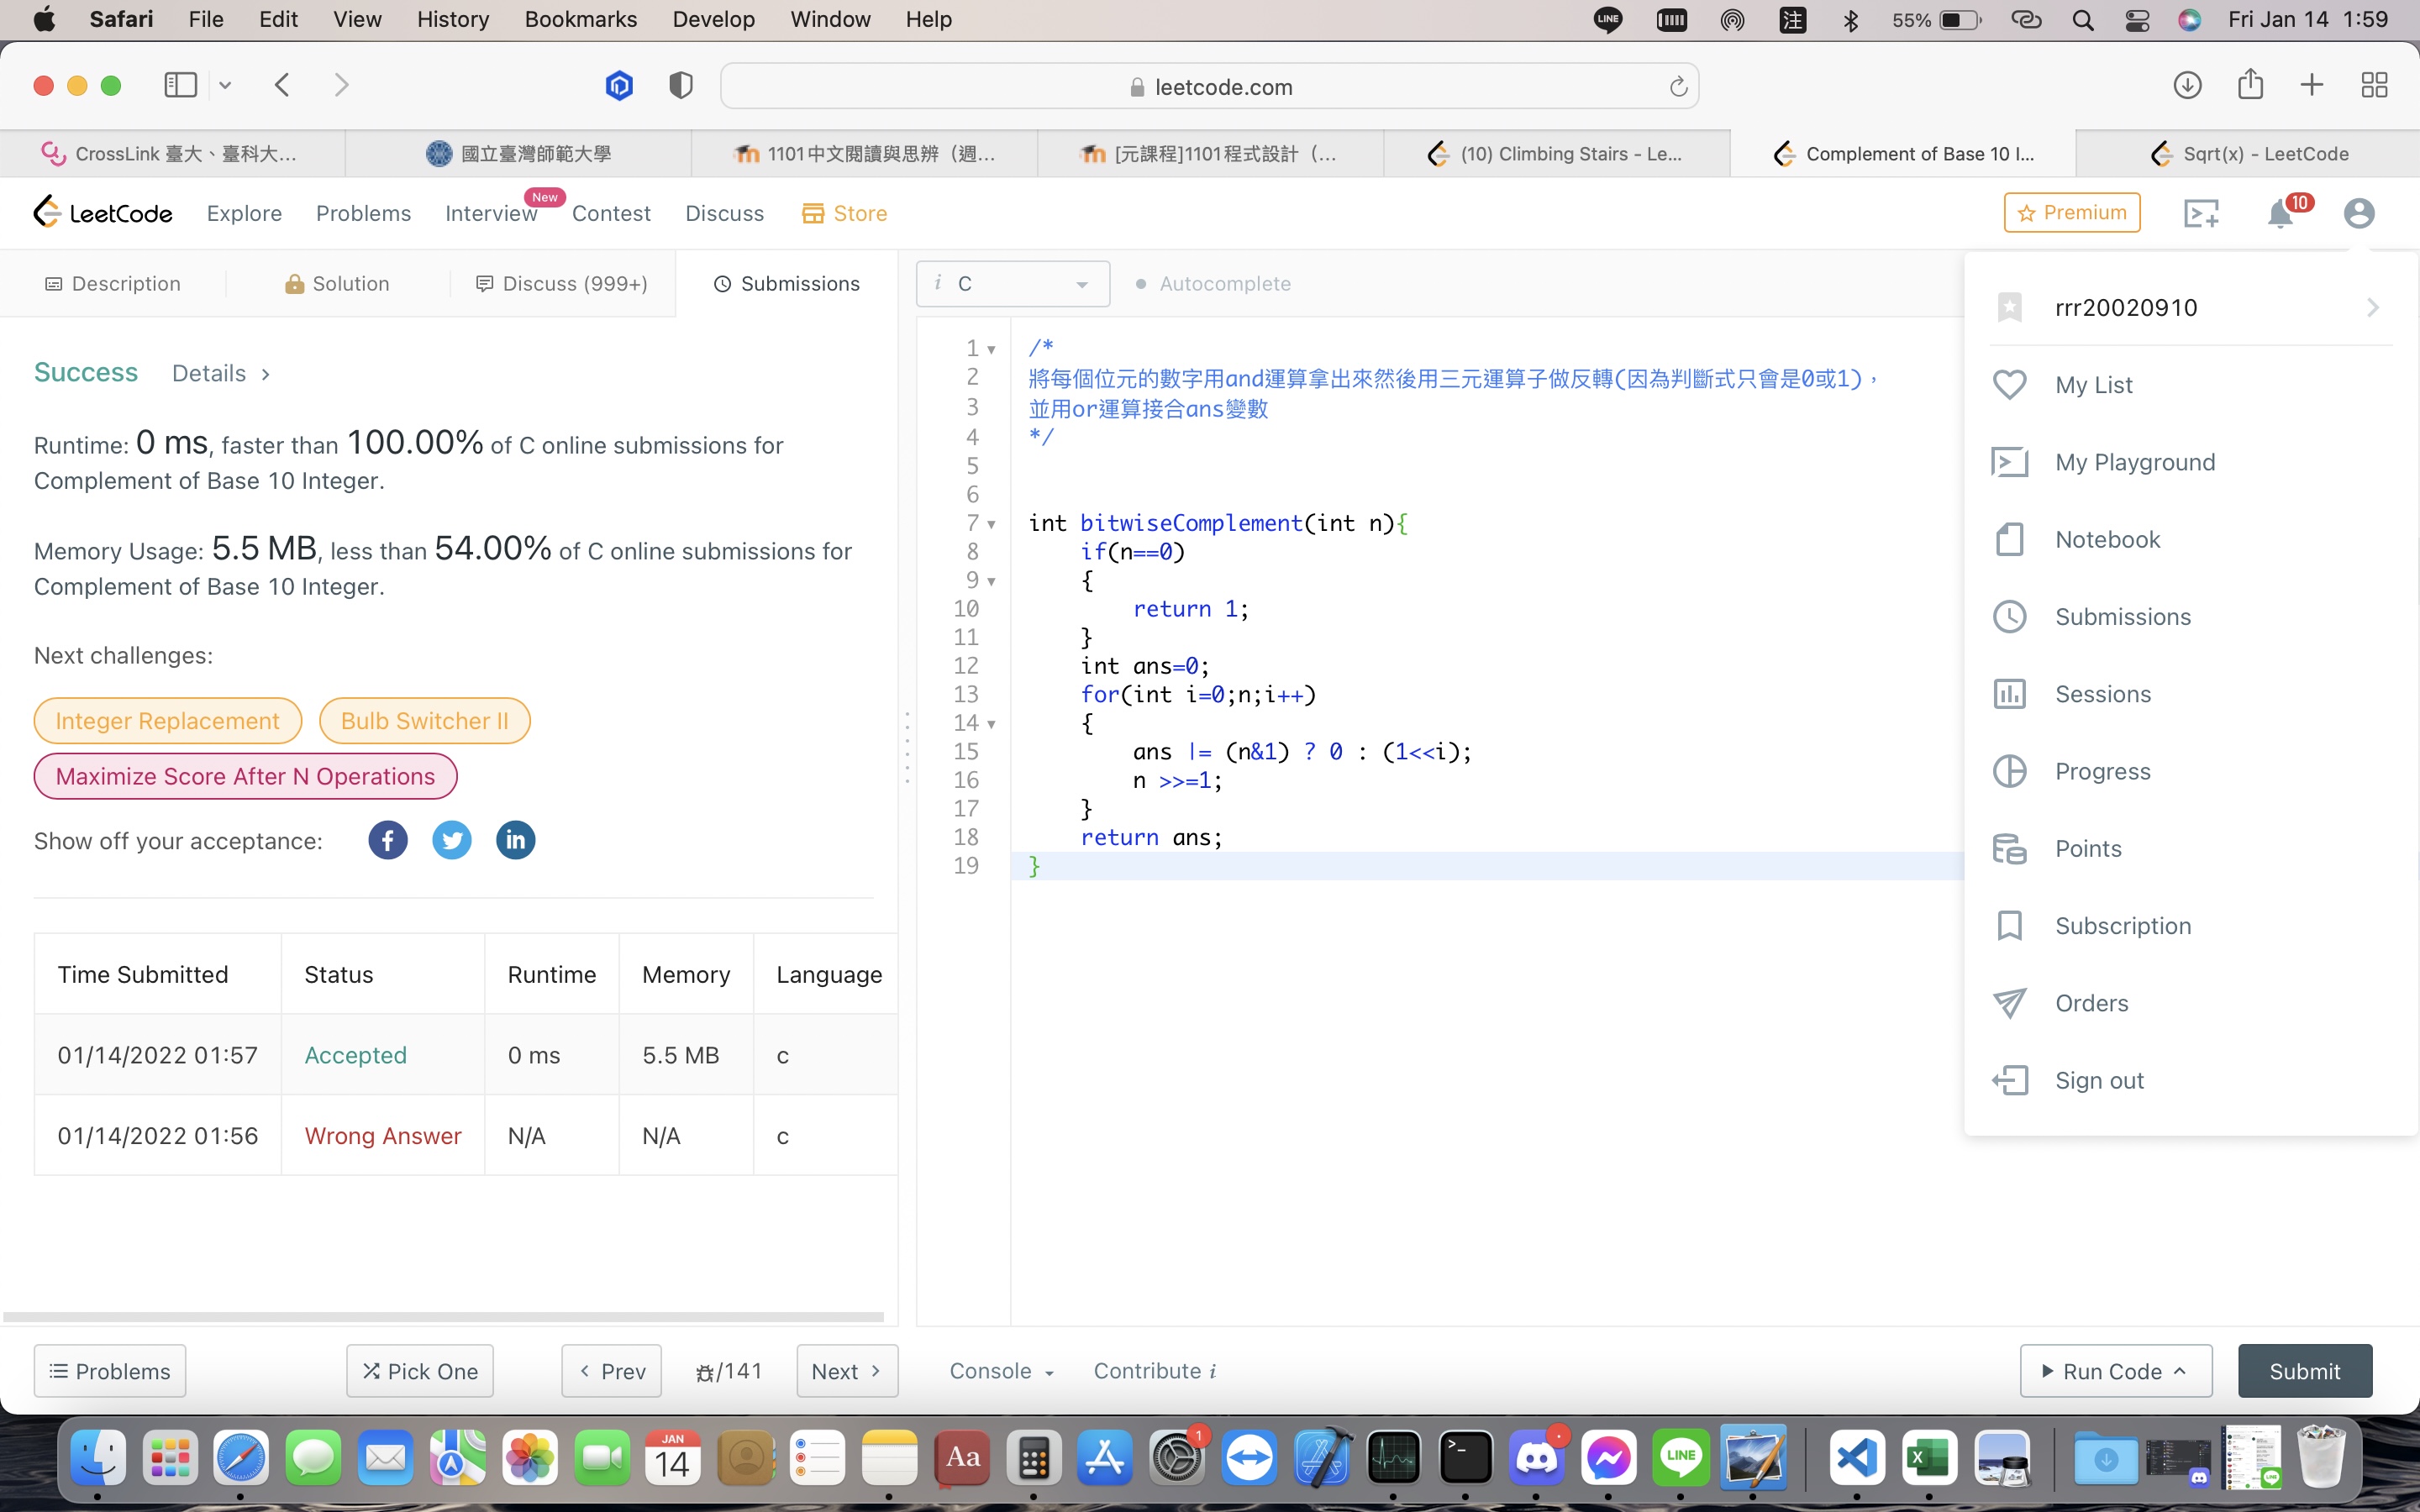 Safari File Edit View History Bookmarks Develop Window Help
LINE 注 55% Fri Jan 14 1:59
leetcode.com
CrossLink 臺大、臺科大...
國立臺灣師範大學
1101中文閱讀與思辨（週...
[元課程]1101程式設計（...
(10) Climbing Stairs - Le...
Complement of Base 10 I...
Sqrt(x) - LeetCode
LeetCode Explore Problems Interview New Contest Discuss Store
Premium 10
Description Solution Discuss (999+) Submissions
i C Autocomplete
Success Details >
Runtime: 0 ms, faster than 100.00% of C online submissions for
Complement of Base 10 Integer.
Memory Usage: 5.5 MB, less than 54.00% of C online submissions for
Complement of Base 10 Integer.
Next challenges:
Integer Replacement Bulb Switcher II
Maximize Score After N Operations
Show off your acceptance: f in
Time Submitted Status Runtime Memory Language
01/14/2022 01:57 Accepted 0 ms 5.5 MB c
01/14/2022 01:56 Wrong Answer N/A N/A c
1 /*
2 將每個位元的數字用and運算拿出來然後用三元運算子做反轉(因為判斷式只會是0或1)，
3 並用or運算接合ans變數
4 */
5
6
7 int bitwiseComplement(int n){
8 if(n==0)
9 {
10 return 1;
11 }
12 int ans=0;
13 for(int i=0;n;i++)
14 {
15 ans |= (n&1) ? 0 : (1<<i);
16 n >>=1;
17 }
18 return ans;
19 }
rrr20020910
My List
My Playground
Notebook
Submissions
Sessions
Progress
Points
Subscription
Orders
Sign out
Problems Pick One < Prev /141 Next >
Console Contribute i
Run Code Submit
JAN
14
Aa
1
>_
LINE
X